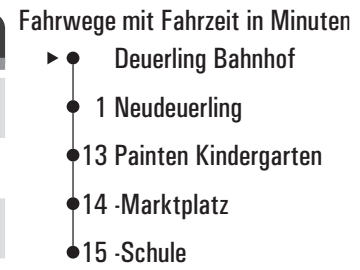 Fahrwege mit Fahrzeit in Minuten
Deuerling Bahnhof
1 Neudeuerling
13 Painten Kindergarten
14 -Marktplatz
15 -Schule